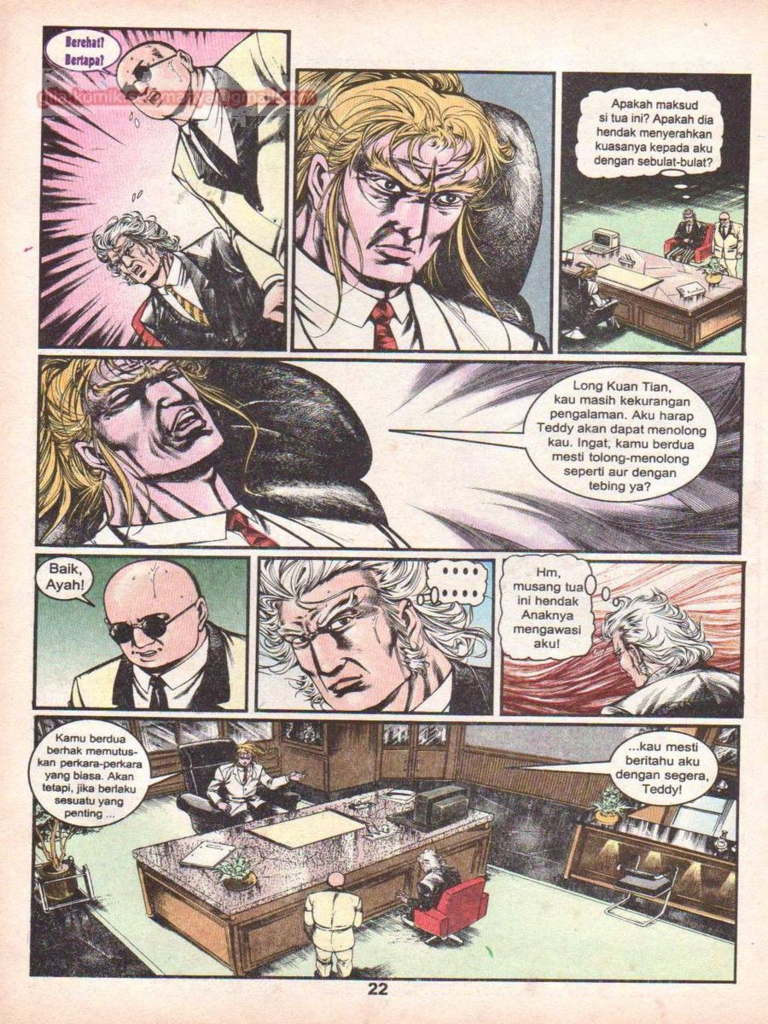 Berehat?
Bertapa?
Apakah maksud
si tua ini? Apakah dia
hendak menyerahkan
kuasanya kepada aku
dengan sebulat-bulat?
Long Kuan Tian,
kau masih kekurangan
pengalaman. Aku harap
Teddy akan dapat menolong
kau. Ingat, kamu berdua
mesti tolong-menolong
seperti aur dengan
tebing ya?
Baik,
Ayah!
.....
.....
Hm,
musang tua
ini hendak
Anaknya
mengawasi
aku!
Kamu berdua
berhak memutus-
kan perkara-perkara
yang biasa. Akan
tetapi, jika berlaku
sesuatu yang
penting ...
...kau mesti
beritahu aku
dengan segera,
Teddy!
22